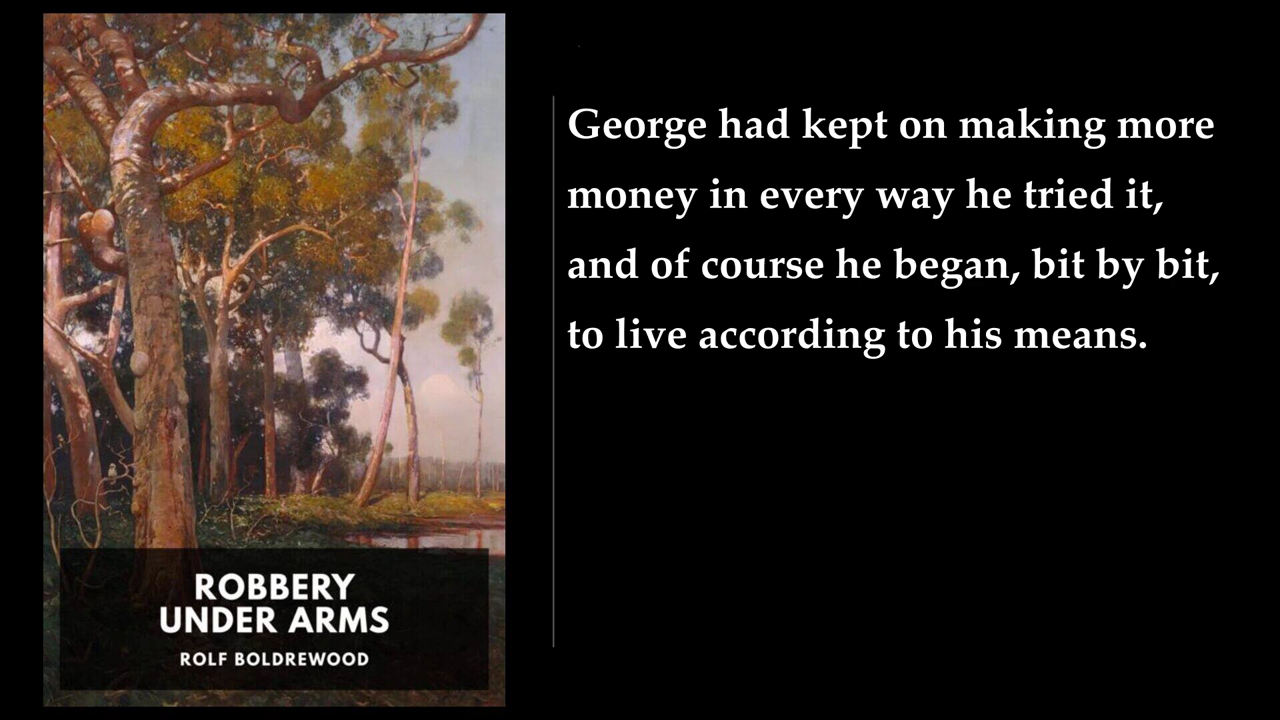 George had kept on making more
money in every way he tried it,
and of course he began, bit by bit,
to live according to his means.
ROBBERY
UNDER ARMS
ROLF BOLDREWOOD